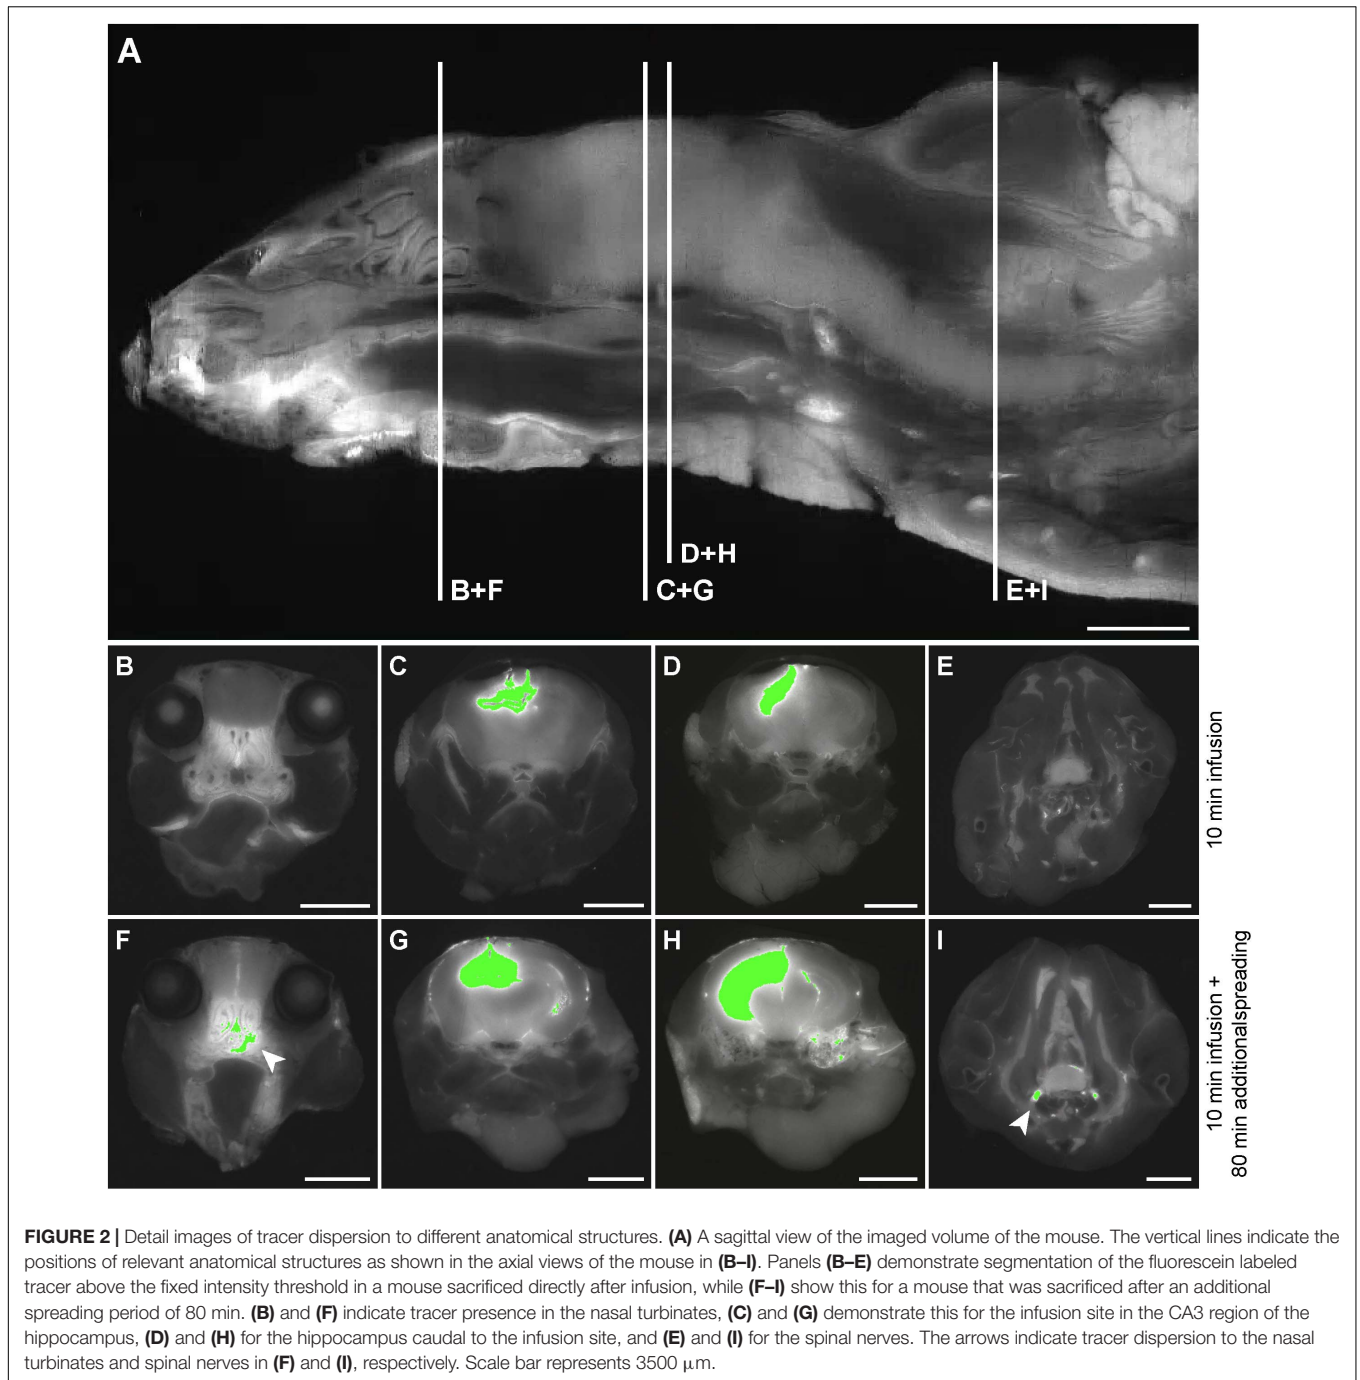 A
B+F
C+G
D+H
E+I
B
C
D
E
10 min infusion
F
G
H
I
10 min infusion +
80 min additionalspreading
FIGURE 2 | Detail images of tracer dispersion to different anatomical structures. (A) A sagittal view of the imaged volume of the mouse. The vertical lines indicate the
positions of relevant anatomical structures as shown in the axial views of the mouse in (B–I). Panels (B–E) demonstrate segmentation of the fluorescein labeled
tracer above the fixed intensity threshold in a mouse sacrificed directly after infusion, while (F–I) show this for a mouse that was sacrificed after an additional
spreading period of 80 min. (B) and (F) indicate tracer presence in the nasal turbinates, (C) and (G) demonstrate this for the infusion site in the CA3 region of the
hippocampus, (D) and (H) for the hippocampus caudal to the infusion site, and (E) and (I) for the spinal nerves. The arrows indicate tracer dispersion to the nasal
turbinates and spinal nerves in (F) and (I), respectively. Scale bar represents 3500 μm.